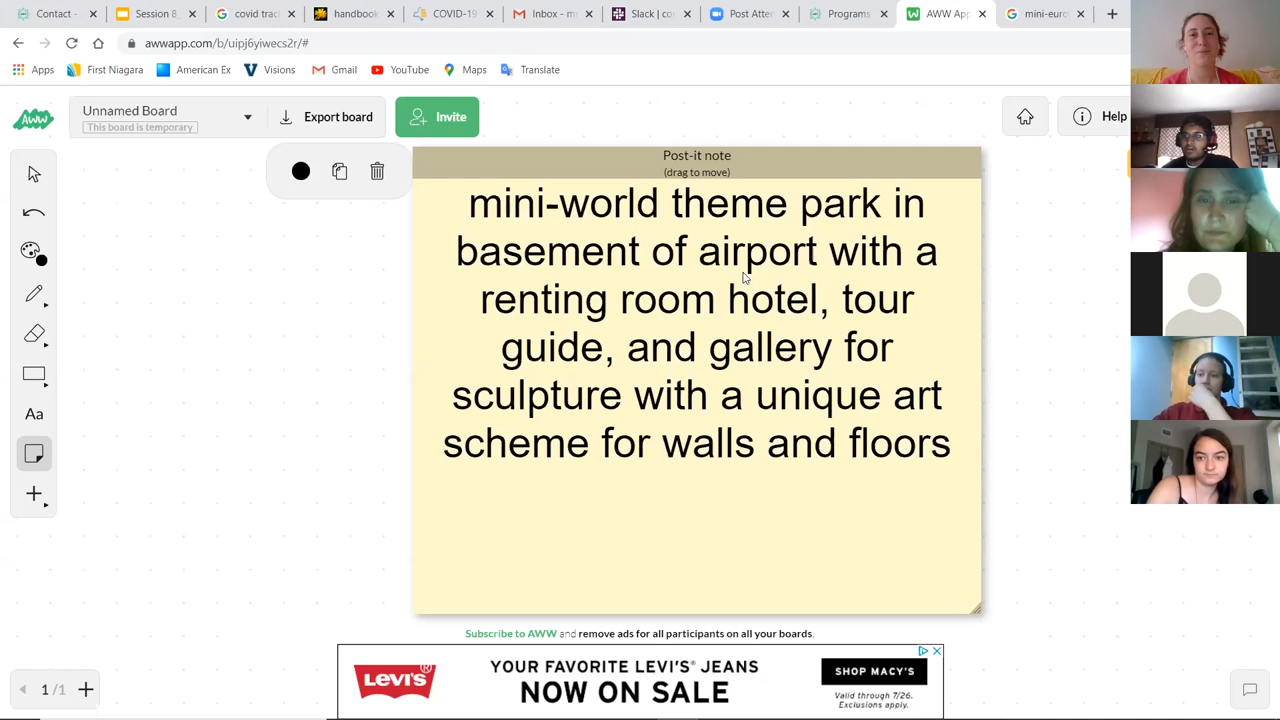 Contact -
Session 8
covid trac
handbook
COVID-19
Inbox - m
Slack | co
Post Atte
Programs
AWW App
mini-euro
awwapp.com/b/uipj6yiwecs2r/#
Apps
First Niagara
American Ex
Visions
Gmail
YouTube
Maps
Translate
AWW
Unnamed Board
This board is temporary
Export board
Invite
Help
Post-it note
(drag to move)
mini-world theme park in
basement of airport with a
renting room hotel, tour
guide, and gallery for
sculpture with a unique art
scheme for walls and floors
Aa
Subscribe to AWW and remove ads for all participants on all your boards.
LEVI'S®
YOUR FAVORITE LEVI'S® JEANS
NOW ON SALE
SHOP MACY'S
Valid through 7/26.
Exclusions apply.
1/1